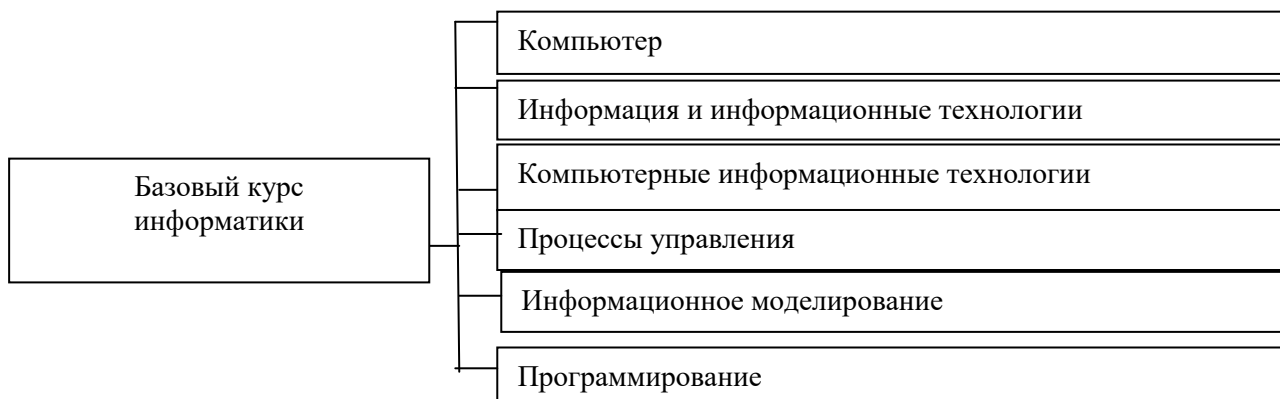 Компьютер
Информация и информационные технологии
Компьютерные информационные технологии
Базовый курс
информатики
Процессы управления
Информационное моделирование
Программирование